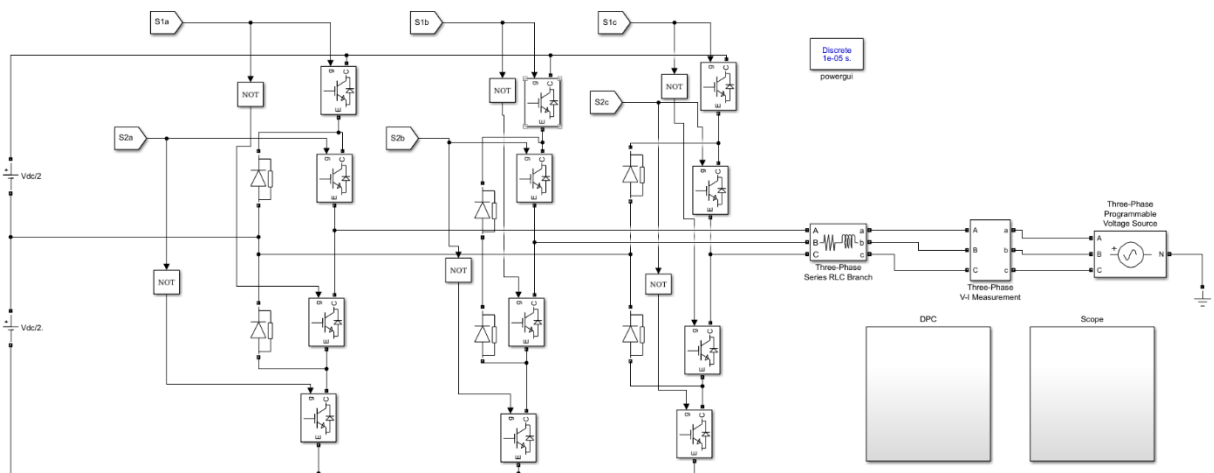 S1a
S1b
S1c
Discrete
1e-05 s.
powergui
g
C
E
NOT
g
C
E
NOT
NOT
g
C
E
S2a
S2b
S2c
g
C
E
g
C
E
g
C
E
Vdc/2
Three-Phase
Programmable
Voltage Source
A
B
C
a
b
c
A
B
C
a
b
c
A
B
C
N
+
NOT
NOT
NOT
Three-Phase
Series RLC Branch
Three-Phase
V-I Measurement
g
C
E
g
C
E
g
C
E
Vdc/2.
DPC
Scope
g
C
E
g
C
E
g
C
E